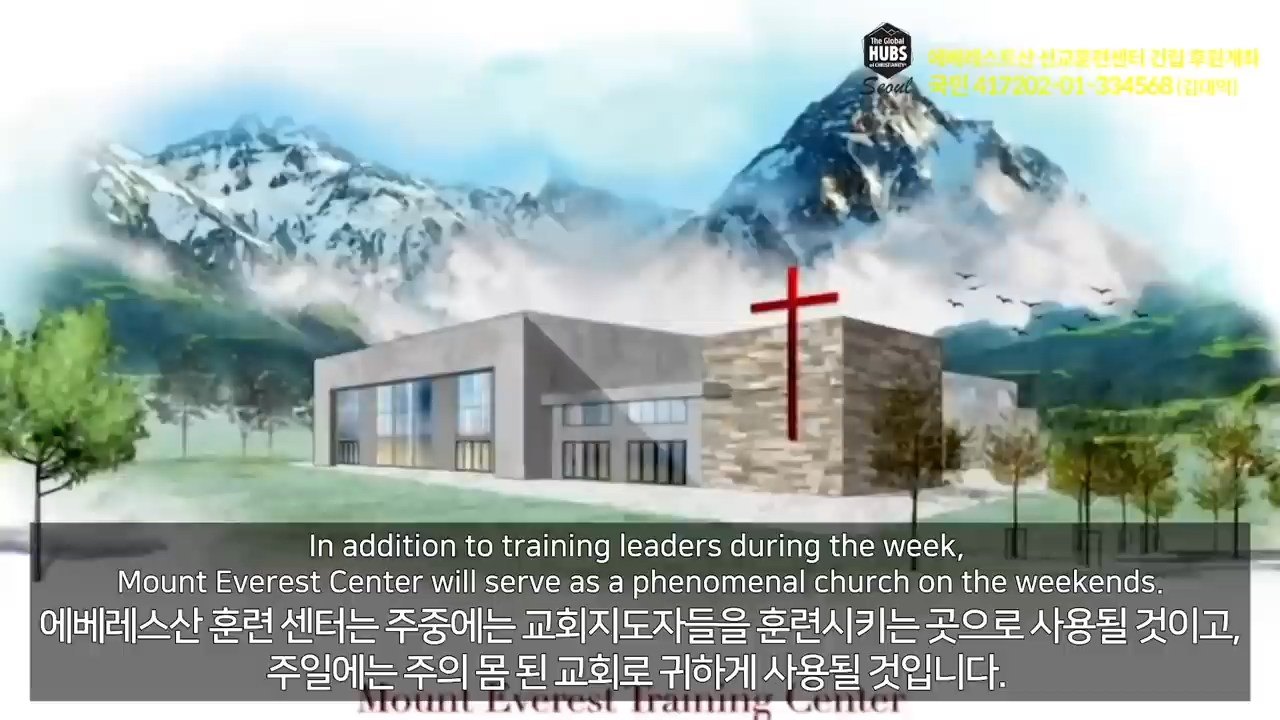 The Global
HUBS
of CHRISTIANITY
Seoul
에베레스트산 선교훈련센터 건립 후원계좌
국민 417202-01-334568 (김대덕)
In addition to training leaders during the week,
Mount Everest Center will serve as a phenomenal church on the weekends.
에베레스산 훈련 센터는 주중에는 교회지도자들을 훈련시키는 곳으로 사용될 것이고,
주일에는 주의 몸 된 교회로 귀하게 사용될 것입니다.
Mount Everest Training Center